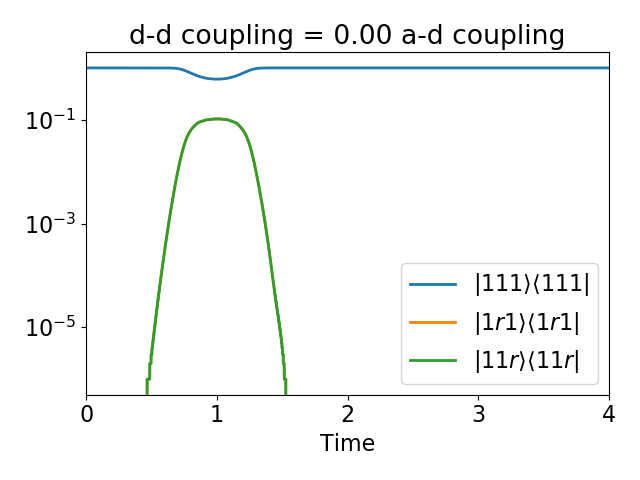 d-d coupling = 0.00 a-d coupling
10⁻¹
10⁻³
10⁻⁵
|111⟩⟨111|
|1r1⟩⟨1r1|
|11r⟩⟨11r|
0 1 2 3 4
Time